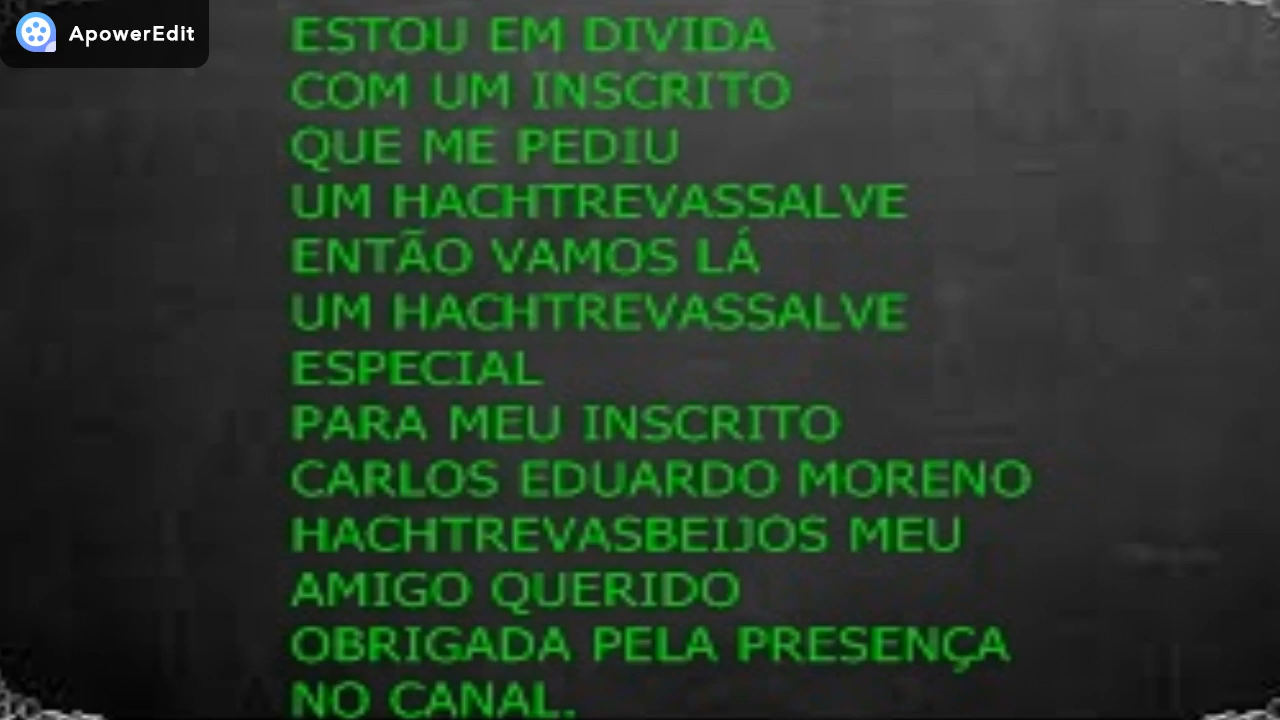 ApowerEdit
ESTOU EM DIVIDA
COM UM INSCRITO
QUE ME PEDIU
UM HACHTREVASSALVE
ENTÃO VAMOS LÁ
UM HACHTREVASSALVE
ESPECIAL
PARA MEU INSCRITO
CARLOS EDUARDO MORENO
HACHTREVASBEIJOS MEU
AMIGO QUERIDO
OBRIGADA PELA PRESENÇA
NO CANAL.